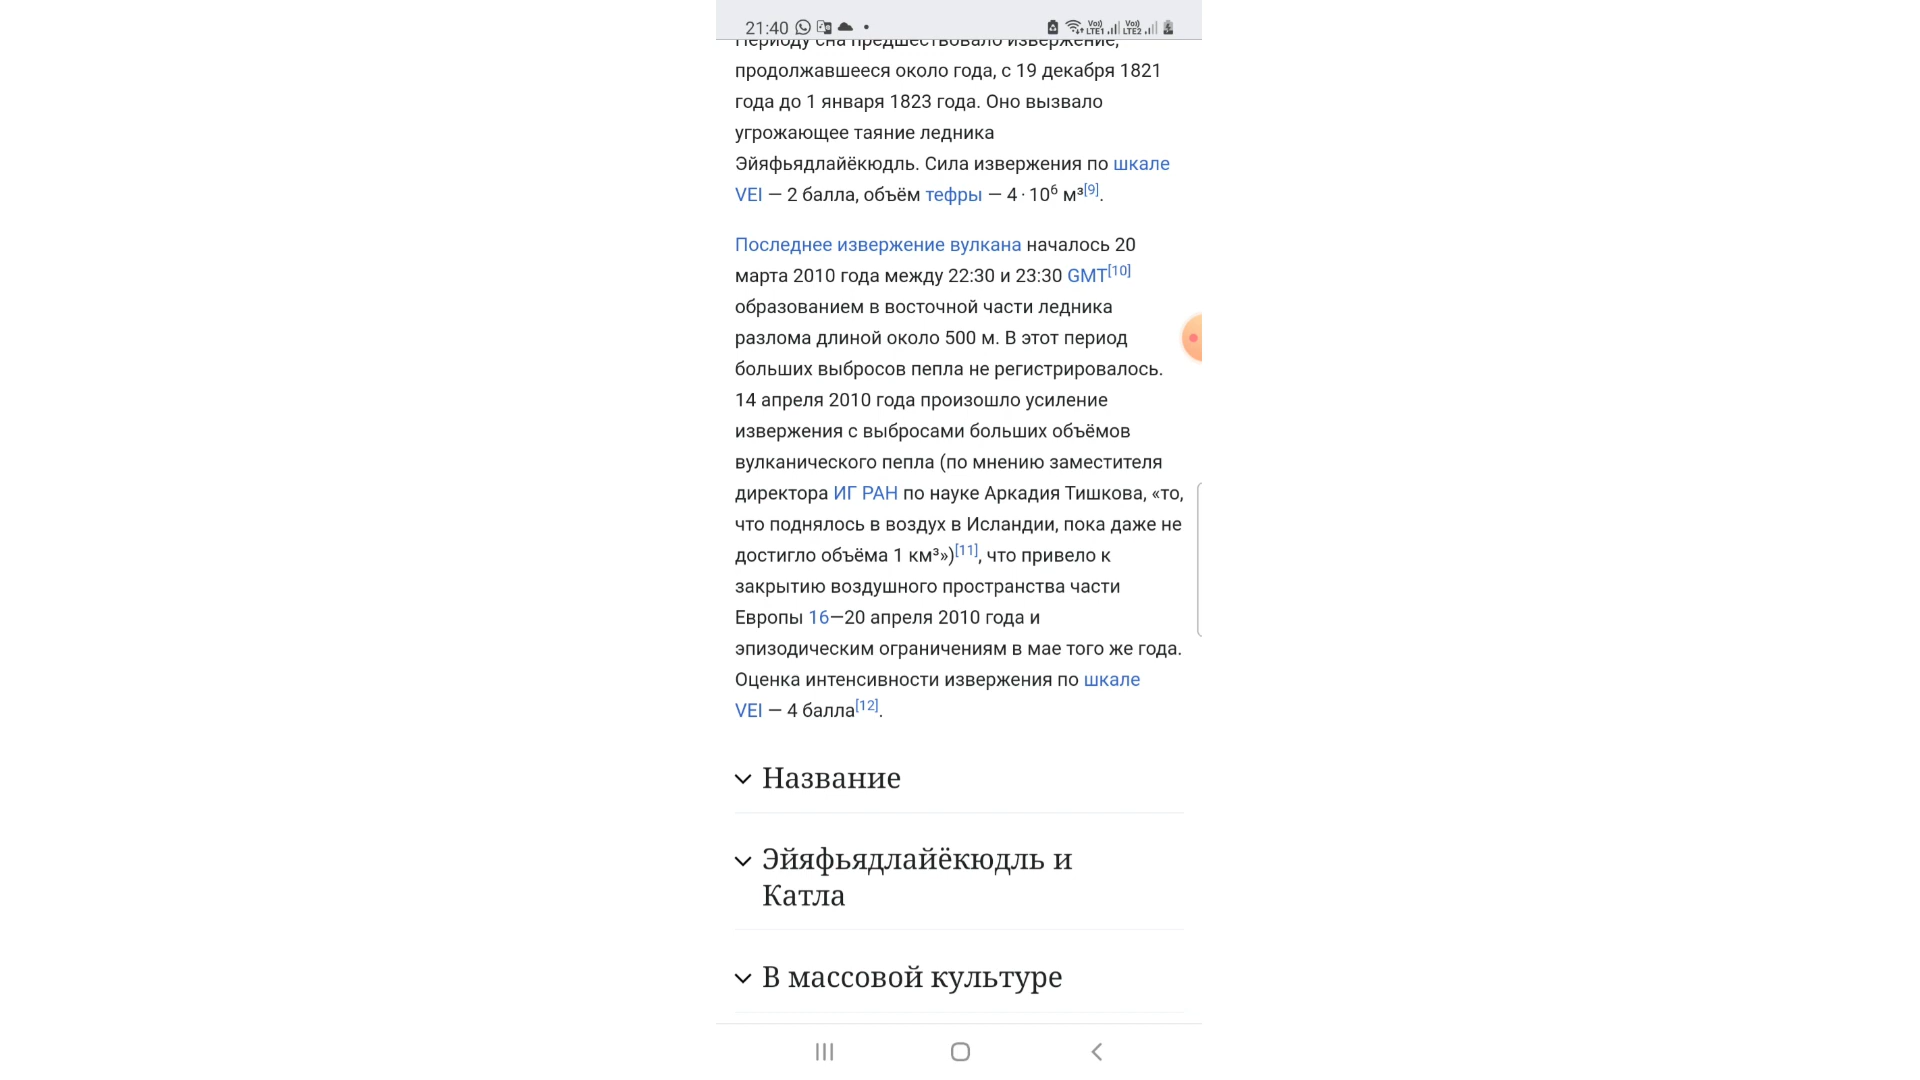 21:40
Периоду сна предшествовало извержение,
продолжавшееся около года, с 19 декабря 1821
года до 1 января 1823 года. Оно вызвало
угрожающее таяние ледника
Эйяфьядлайёкюдль. Сила извержения по шкале
VEI — 2 балла, объём тефры — 4 · 10⁶ м³[9].
Последнее извержение вулкана началось 20
марта 2010 года между 22:30 и 23:30 GMT[10]
образованием в восточной части ледника
разлома длиной около 500 м. В этот период
больших выбросов пепла не регистрировалось.
14 апреля 2010 года произошло усиление
извержения с выбросами больших объёмов
вулканического пепла (по мнению заместителя
директора ИГ РАН по науке Аркадия Тишкова, «то,
что поднялось в воздух в Исландии, пока даже не
достигло объёма 1 км³»)[11], что привело к
закрытию воздушного пространства части
Европы 16—20 апреля 2010 года и
эпизодическим ограничениям в мае того же года.
Оценка интенсивности извержения по шкале
VEI — 4 балла[12].
Название
Эйяфьядлайёкюдль и
Катла
В массовой культуре